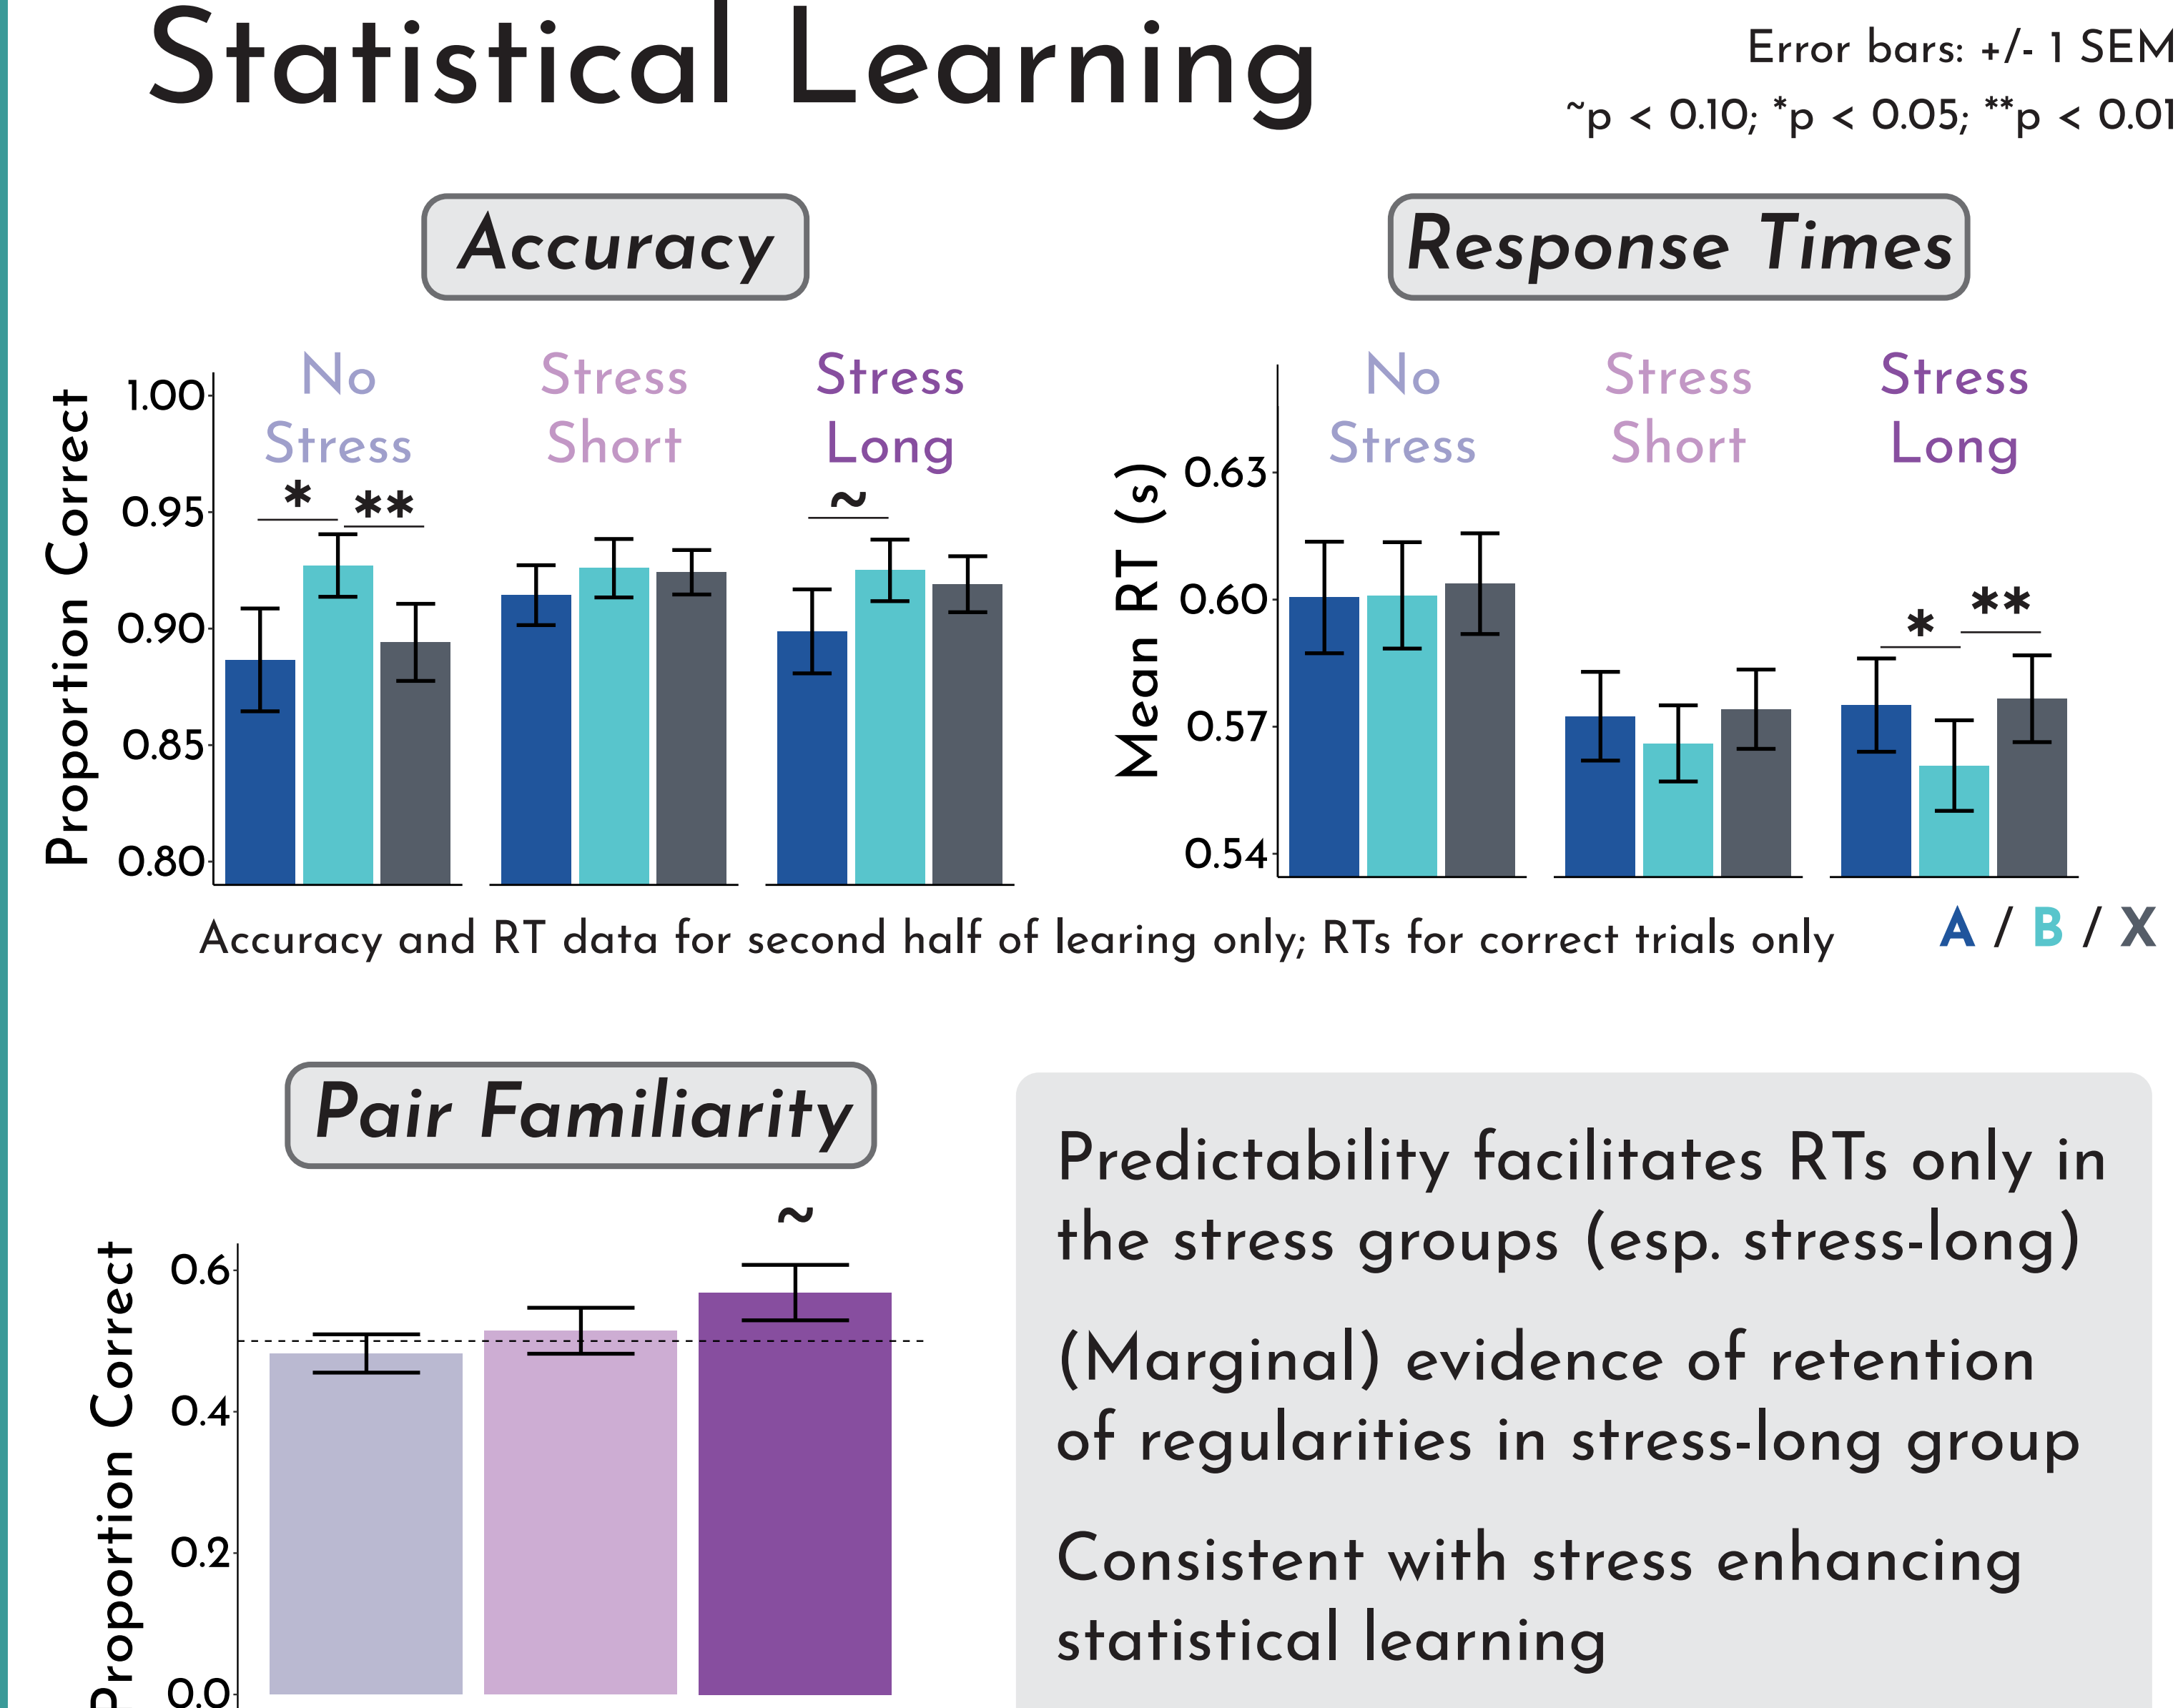 Statistical Learning
Error bars: +/- 1 SEM
~p < 0.10; *p < 0.05; **p < 0.01
Accuracy
Response Times
Proportion Correct
1.00
0.95
0.90
0.85
0.80
No
Stress
Stress
Short
Stress
Long
*
**
~
Mean RT (s)
0.63
0.60
0.57
0.54
No
Stress
Stress
Short
Stress
Long
*
**
Accuracy and RT data for second half of learing only; RTs for correct trials only
A / B / X
Pair Familiarity
Proportion Correct
0.6
0.4
0.2
0.0
~
Predictability facilitates RTs only in
the stress groups (esp. stress-long)
(Marginal) evidence of retention
of regularities in stress-long group
Consistent with stress enhancing
statistical learning